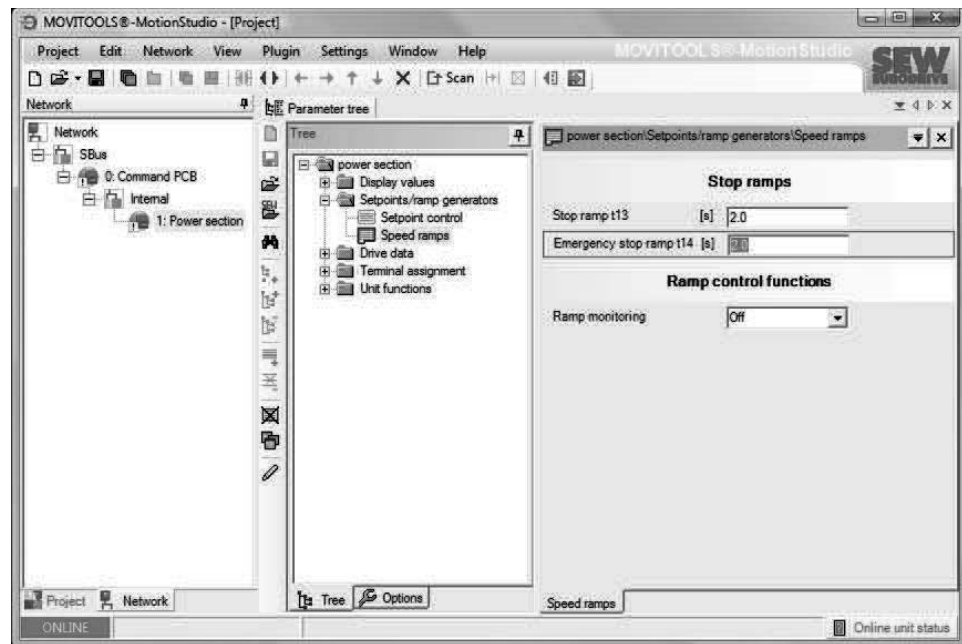 MOVITOOLS®-MotionStudio - [Project]
Project Edit Network View Plugin Settings Window Help
MOVITOOLS®-MotionStudio
SEW
EURODRIVE
Scan
Network
Parameter tree
Network
SBus
0: Command PCB
Internal
1: Power section
Tree
power section
Display values
Setpoints/ramp generators
Setpoint control
Speed ramps
Drive data
Terminal assignment
Unit functions
power section\Setpoints/ramp generators\Speed ramps
Stop ramps
Stop ramp t13 [s] 2.0
Emergency stop ramp t14 [s] 2.0
Ramp control functions
Ramp monitoring Off
Project Network
Tree Options
Speed ramps
ONLINE
Online unit status